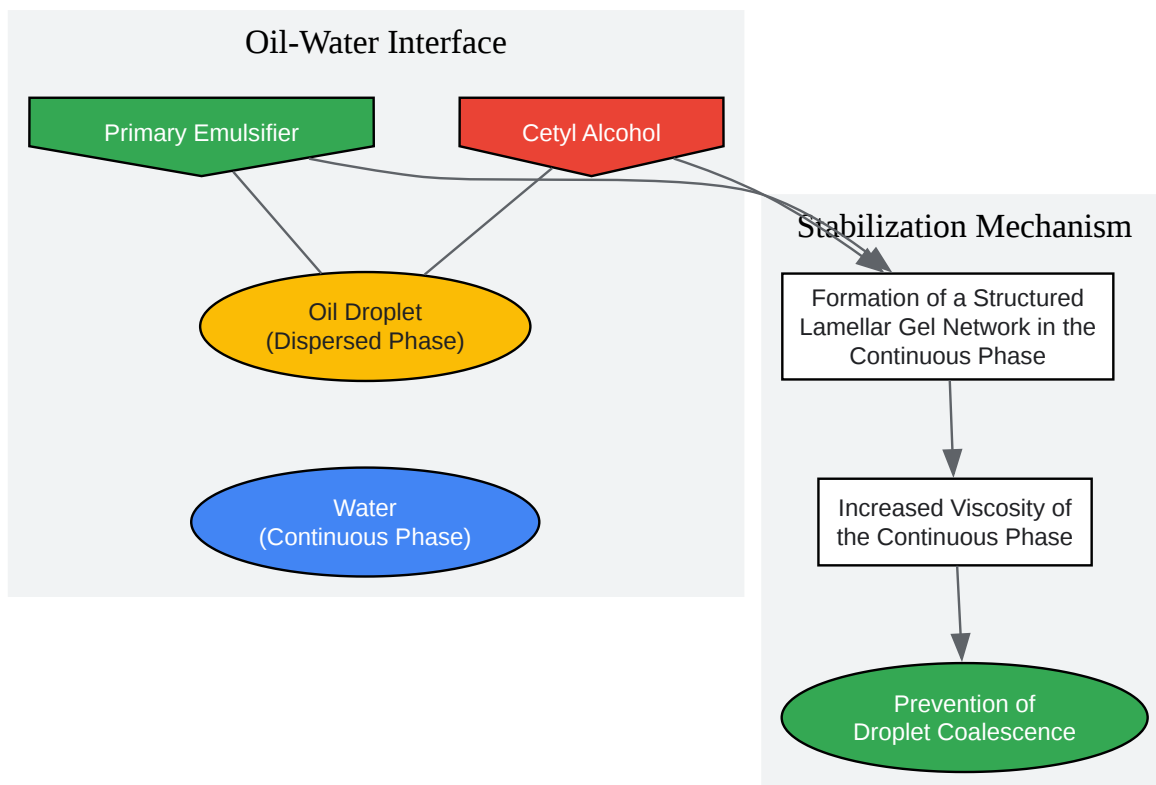 Oil-Water Interface
Primary Emulsifier
Cetyl Alcohol
Oil Droplet
(Dispersed Phase)
Water
(Continuous Phase)
Stabilization Mechanism
Formation of a Structured
Lamellar Gel Network in the
Continuous Phase
Increased Viscosity of
the Continuous Phase
Prevention of
Droplet Coalescence